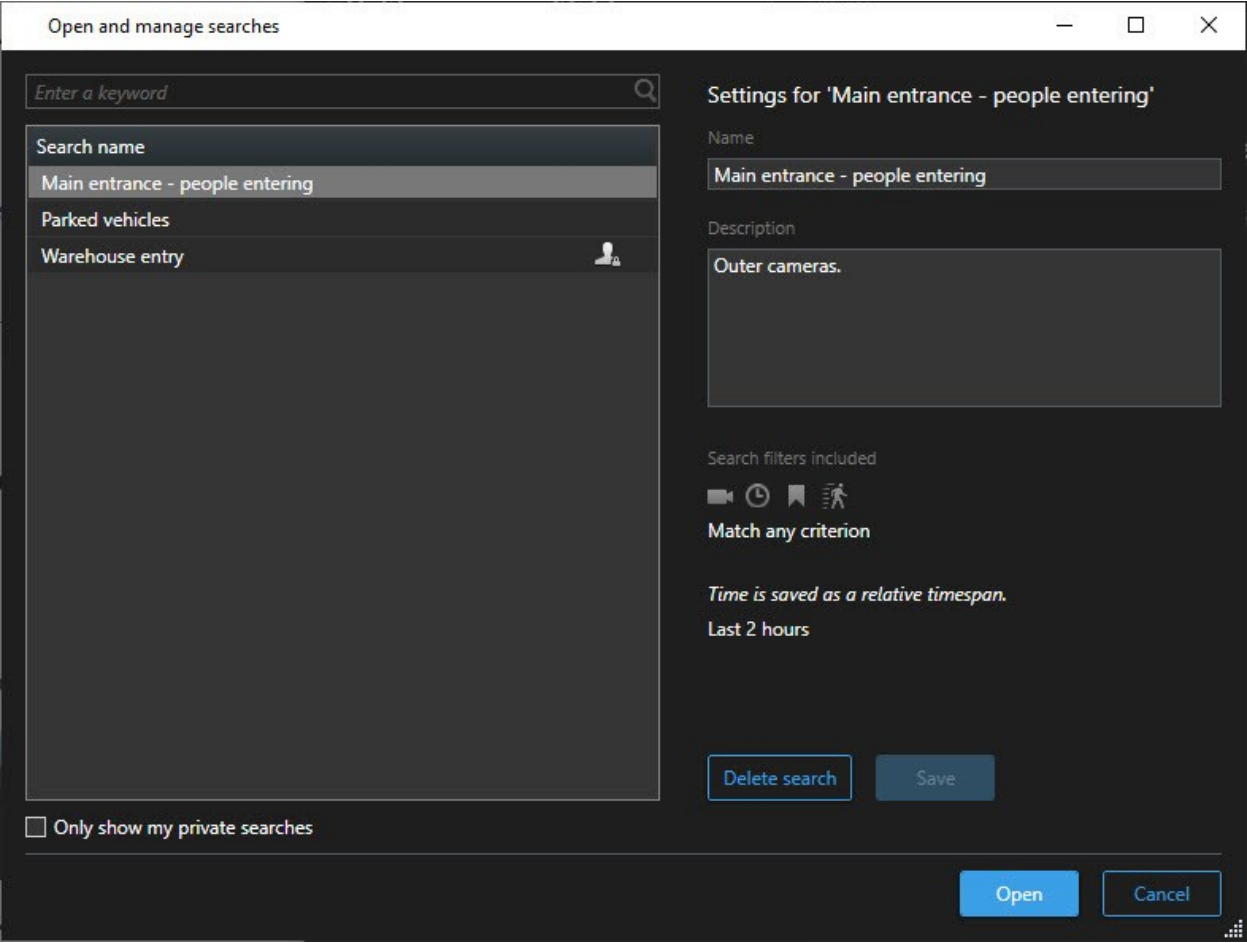 Open and manage searches
Enter a keyword
Search name
Main entrance - people entering
Parked vehicles
Warehouse entry
Only show my private searches
Settings for 'Main entrance - people entering'
Name
Main entrance - people entering
Description
Outer cameras.
Search filters included
Match any criterion
Time is saved as a relative timespan.
Last 2 hours
Delete search
Save
Open
Cancel